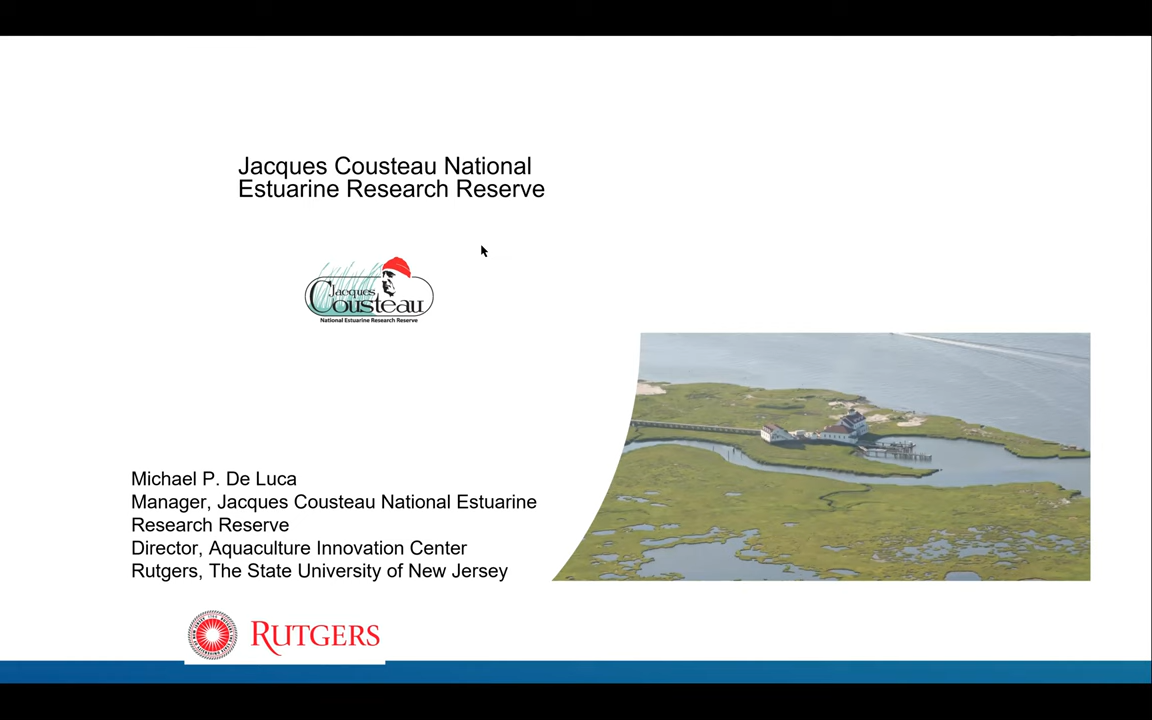 Jacques Cousteau National
Estuarine Research Reserve
Jacques
Cousteau
National Estuarine Research Reserve
Michael P. De Luca
Manager, Jacques Cousteau National Estuarine
Research Reserve
Director, Aquaculture Innovation Center
Rutgers, The State University of New Jersey
RUTGERS